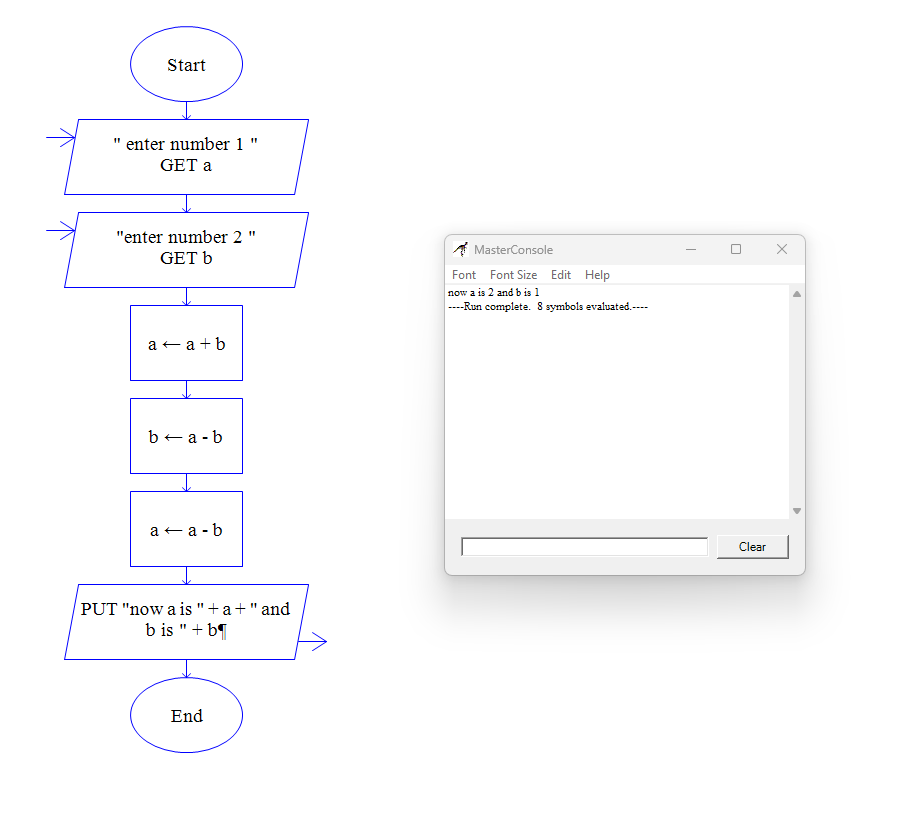 Start
" enter number 1 "
GET a
"enter number 2 "
GET b
a ← a + b
b ← a - b
a ← a - b
PUT "now a is " + a + " and
b is " + b¶
End
MasterConsole
Font Font Size Edit Help
now a is 2 and b is 1
----Run complete.  8 symbols evaluated.----
Clear